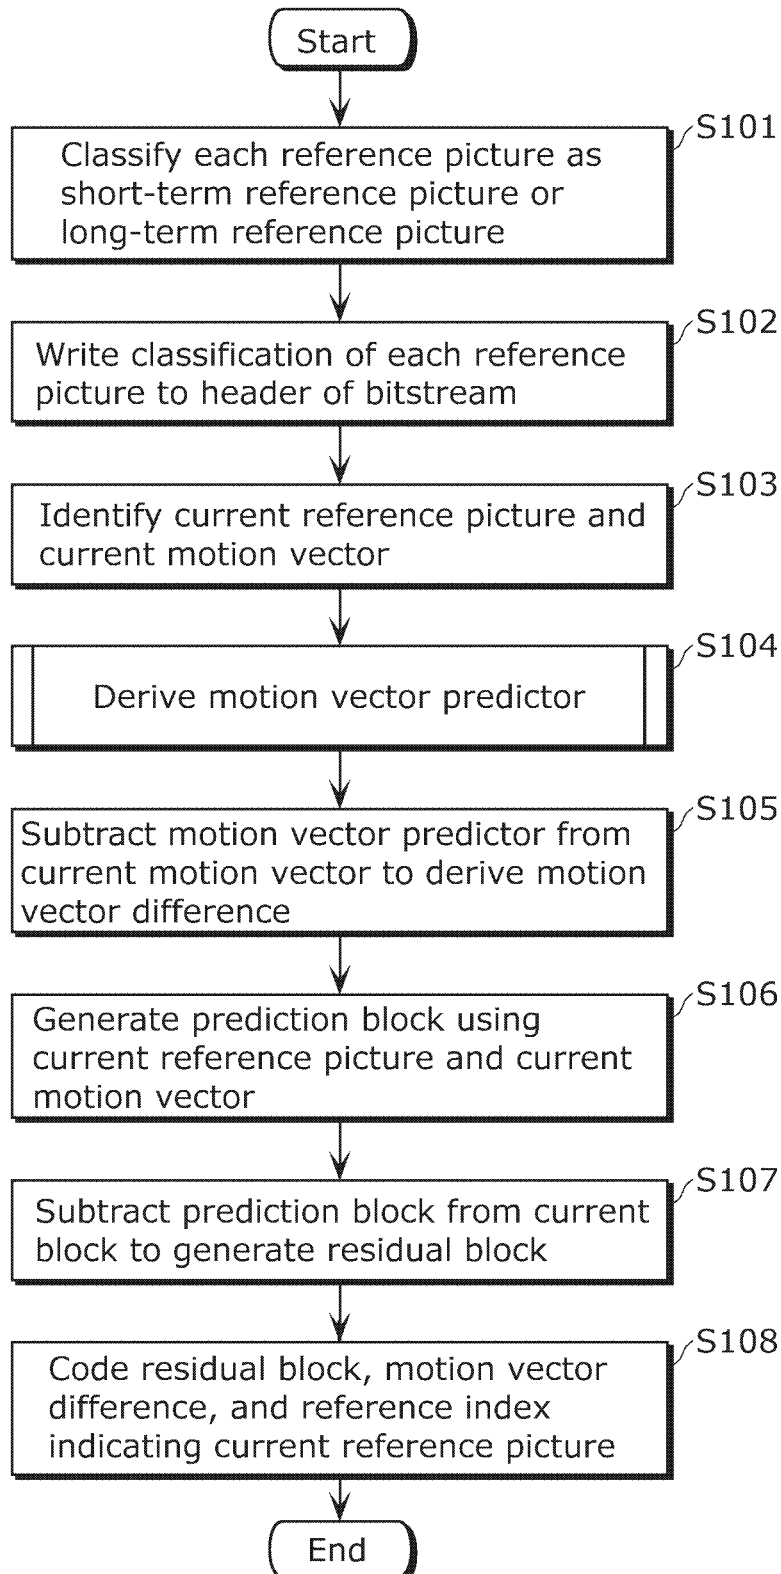 Start
S101
Classify each reference picture as
short-term reference picture or
long-term reference picture
S102
Write classification of each reference
picture to header of bitstream
S103
Identify current reference picture and
current motion vector
S104
Derive motion vector predictor
S105
Subtract motion vector predictor from
current motion vector to derive motion
vector difference
S106
Generate prediction block using
current reference picture and current
motion vector
S107
Subtract prediction block from current
block to generate residual block
S108
Code residual block, motion vector
difference, and reference index
indicating current reference picture
End